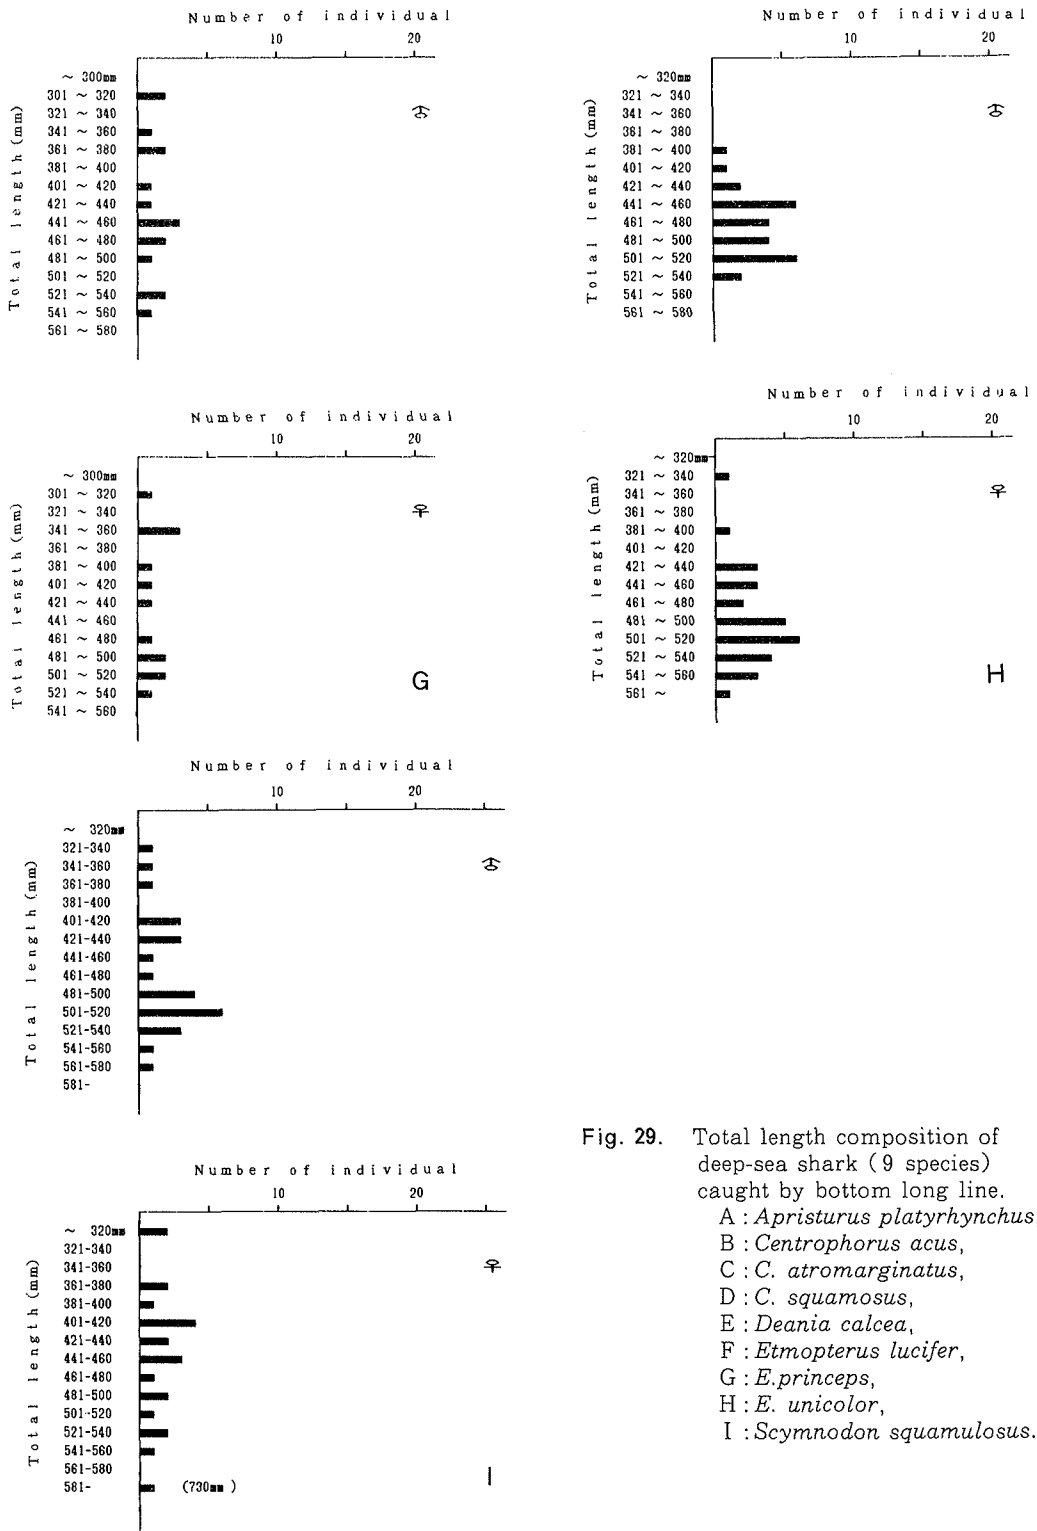 Number of individual
10 20
Total length (mm)
~ 300mm
301 ~ 320
321 ~ 340
341 ~ 360
361 ~ 380
381 ~ 400
401 ~ 420
421 ~ 440
441 ~ 460
461 ~ 480
481 ~ 500
501 ~ 520
521 ~ 540
541 ~ 560
561 ~ 580
Number of individual
10 20
Total length (mm)
~ 320mm
321 ~ 340
341 ~ 360
361 ~ 380
381 ~ 400
401 ~ 420
421 ~ 440
441 ~ 460
461 ~ 480
481 ~ 500
501 ~ 520
521 ~ 540
541 ~ 560
561 ~ 580
Number of individual
10 20
Total length (mm)
~ 300mm
301 ~ 320
321 ~ 340
♀
341 ~ 360
361 ~ 380
381 ~ 400
401 ~ 420
421 ~ 440
441 ~ 460
461 ~ 480
481 ~ 500
501 ~ 520
G
521 ~ 540
541 ~ 560
Number of individual
10 20
Total length (mm)
~ 320mm
321 ~ 340
341 ~ 360
♀
361 ~ 380
381 ~ 400
401 ~ 420
421 ~ 440
441 ~ 460
461 ~ 480
481 ~ 500
501 ~ 520
521 ~ 540
541 ~ 560
H
561 ~
Number of individual
10 20
Total length (mm)
~ 320mm
321-340
341-360
361-380
381-400
401-420
421-440
441-460
461-480
481-500
501-520
521-540
541-560
561-580
581-
Number of individual
10 20
Total length (mm)
~ 320mm
321-340
341-360
♀
361-380
381-400
401-420
421-440
441-460
461-480
481-500
501-520
521-540
541-560
561-580
I
581- (730mm)
Fig. 29. Total length composition of
deep-sea shark (9 species)
caught by bottom long line.
A : Apristurus platyrhynchus
B : Centrophorus acus,
C : C. atromarginatus,
D : C. squamosus,
E : Deania calcea,
F : Etmopterus lucifer,
G : E.princeps,
H : E. unicolor,
I : Scymnodon squamulosus.